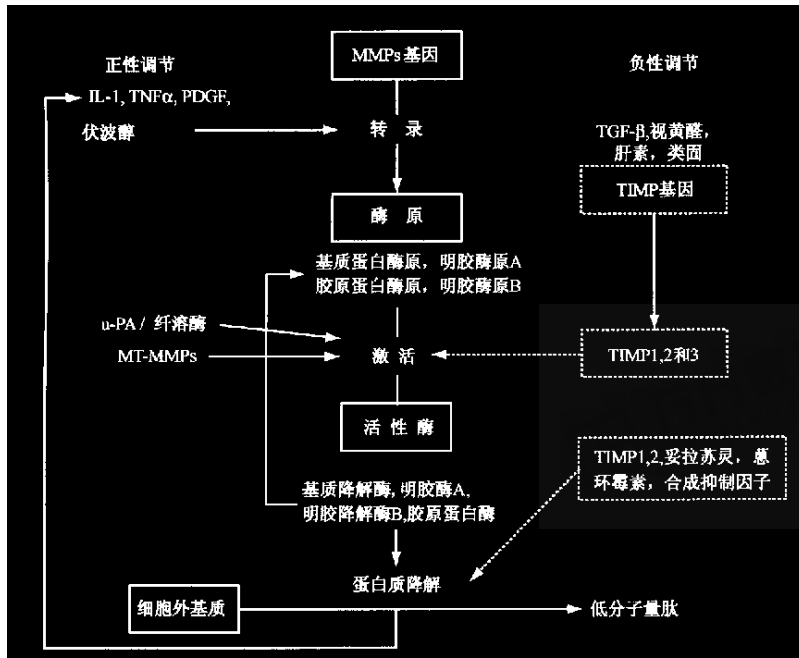 MMPs基因
正性调节
负性调节
IL-1, TNFα, PDGF,
伏波醇
转 录
TGF-β,视黄醛，
肝素，类固
TIMP基因
酶 原
基质蛋白酶原，明胶酶原A
胶原蛋白酶原，明胶酶原B
u-PA / 纤溶酶
MT-MMPs
激 活
TIMP1,2和3
活 性 酶
TIMP1,2,妥拉苏灵，蒽
环霉素，合成抑制因子
基质降解酶, 明胶酶A,
明胶降解酶B,胶原蛋白酶
蛋白质降解
细胞外基质
低分子量肽